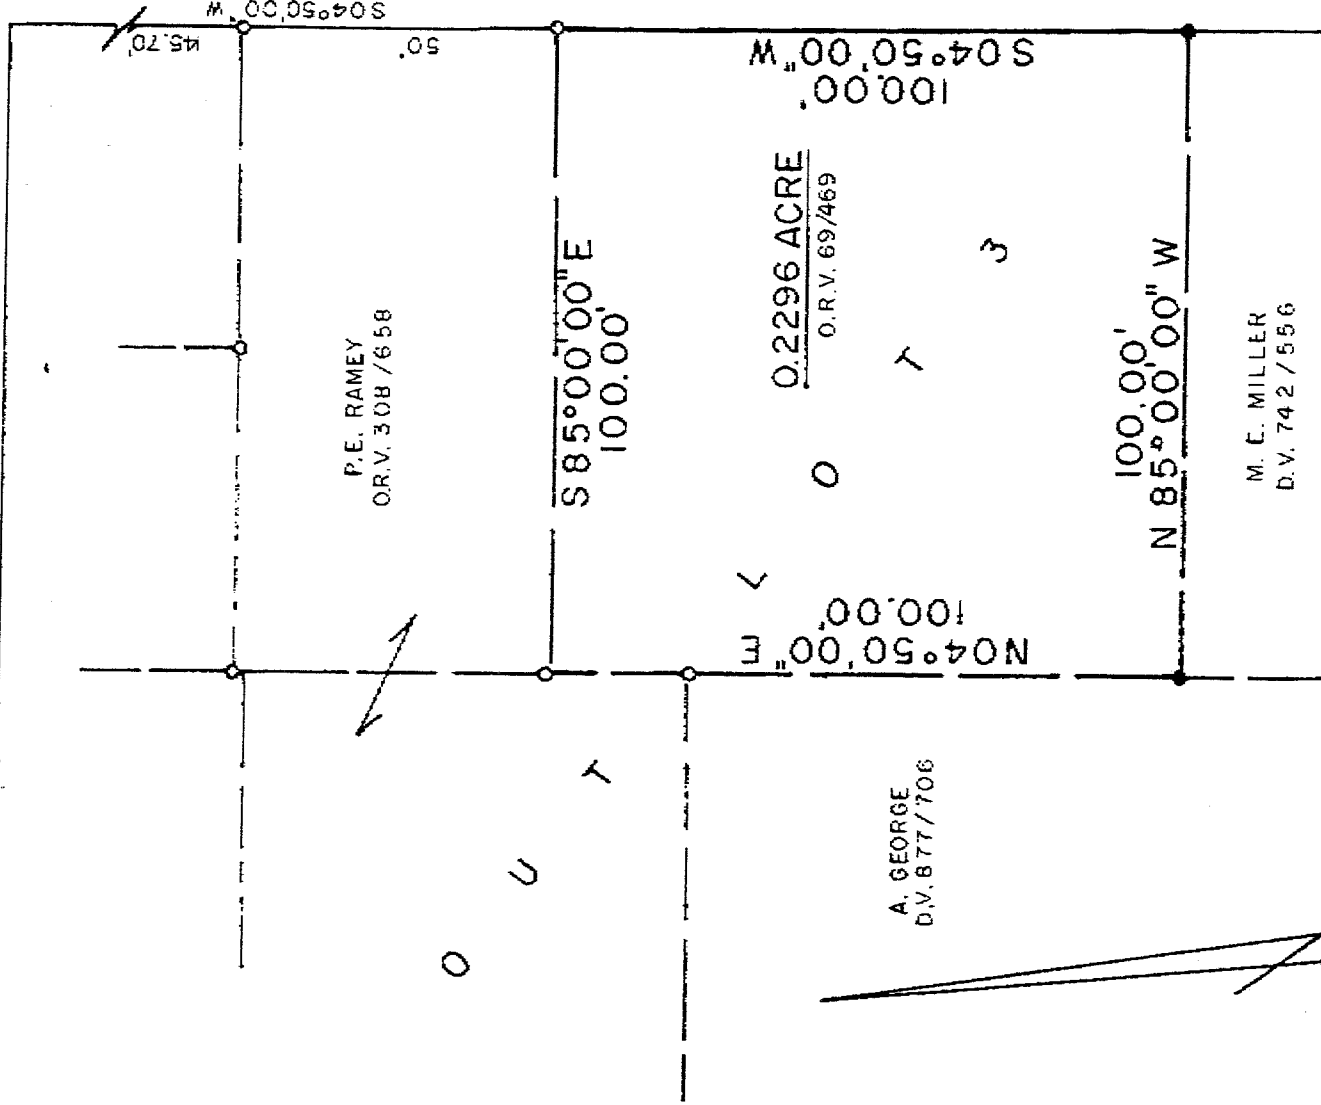 S04°50'00" W
45.70'
50'
S04°50'00"W
100.00'
P.E. RAMEY
O.R.V. 308/658
S85°00'00"E
100.00'
0.2296 ACRE
O.R.V. 69/469
OUT LOT 3
100.00'
N 85°00'00" W
M. E. MILLER
D.V. 742/556
100.00'
N04°50'00"E
A. GEORGE
D.V. 877/706